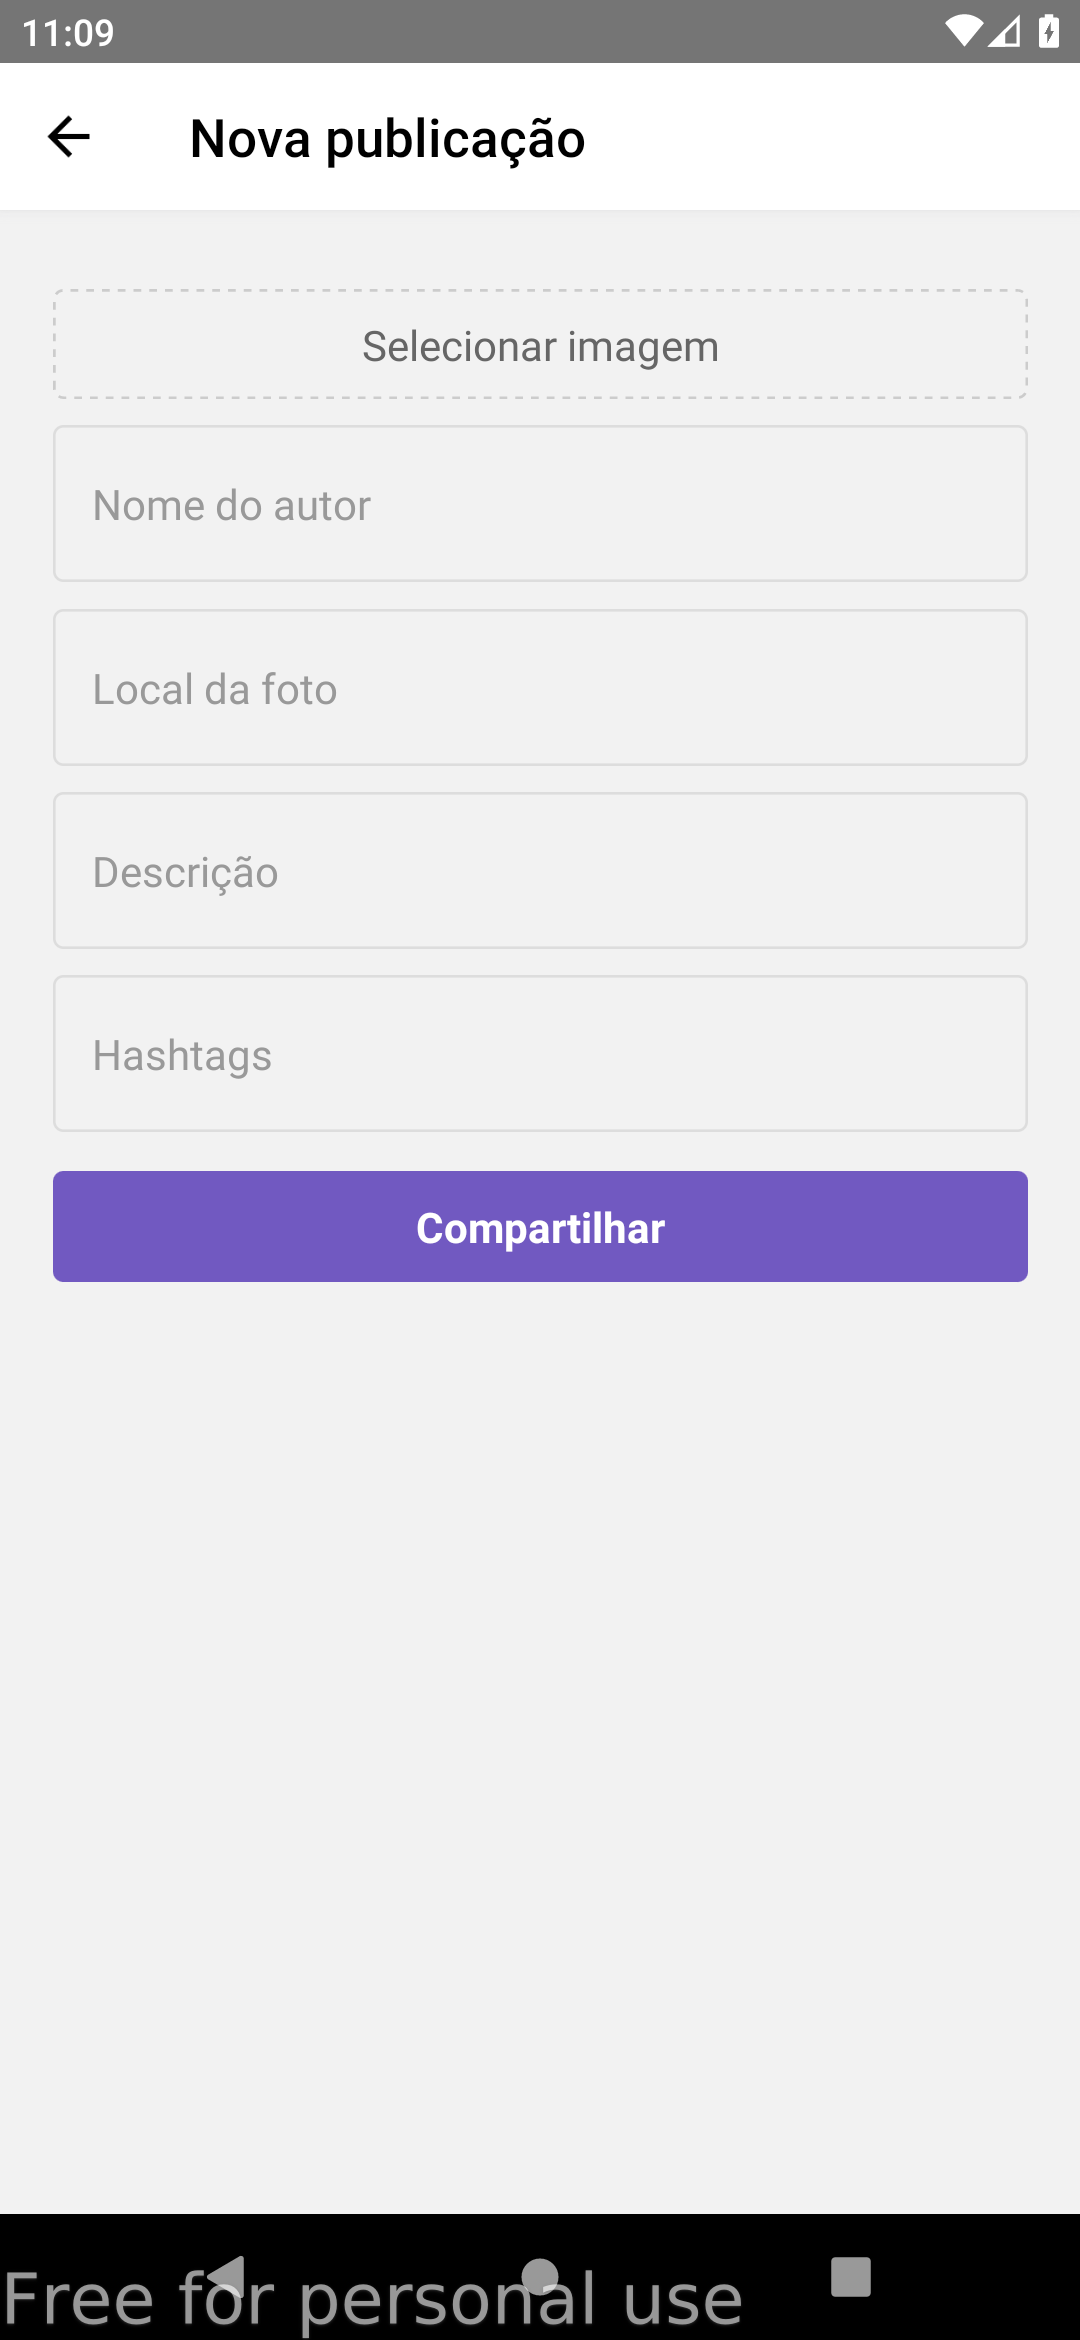 11:09
Nova publicação
Selecionar imagem
Nome do autor
Local da foto
Descrição
Hashtags
Compartilhar
Free for personal use